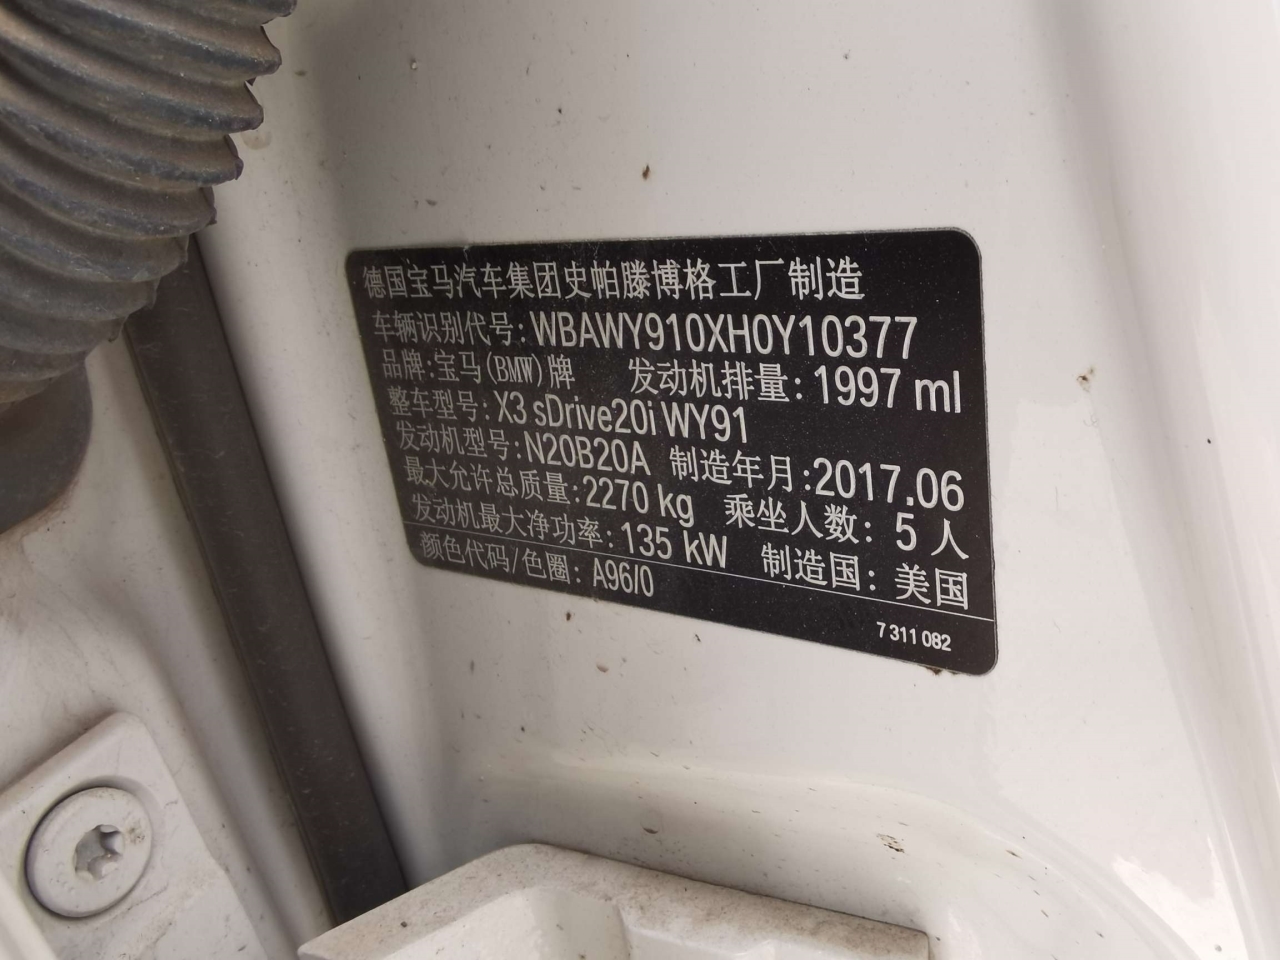 德国宝马汽车集团史帕滕博格工厂制造
车辆识别代号: WBAWY910XH0Y10377
品牌:宝马(BMW)牌 发动机排量: 1997 ml
整车型号: X3 sDrive20i WY91
发动机型号: N20B20A 制造年月:2017.06
最大允许总质量:2270 kg 乘坐人数: 5 人
发动机最大净功率: 135 kW 制造国: 美国
颜色代码/色圈: A96/0
7 311 082